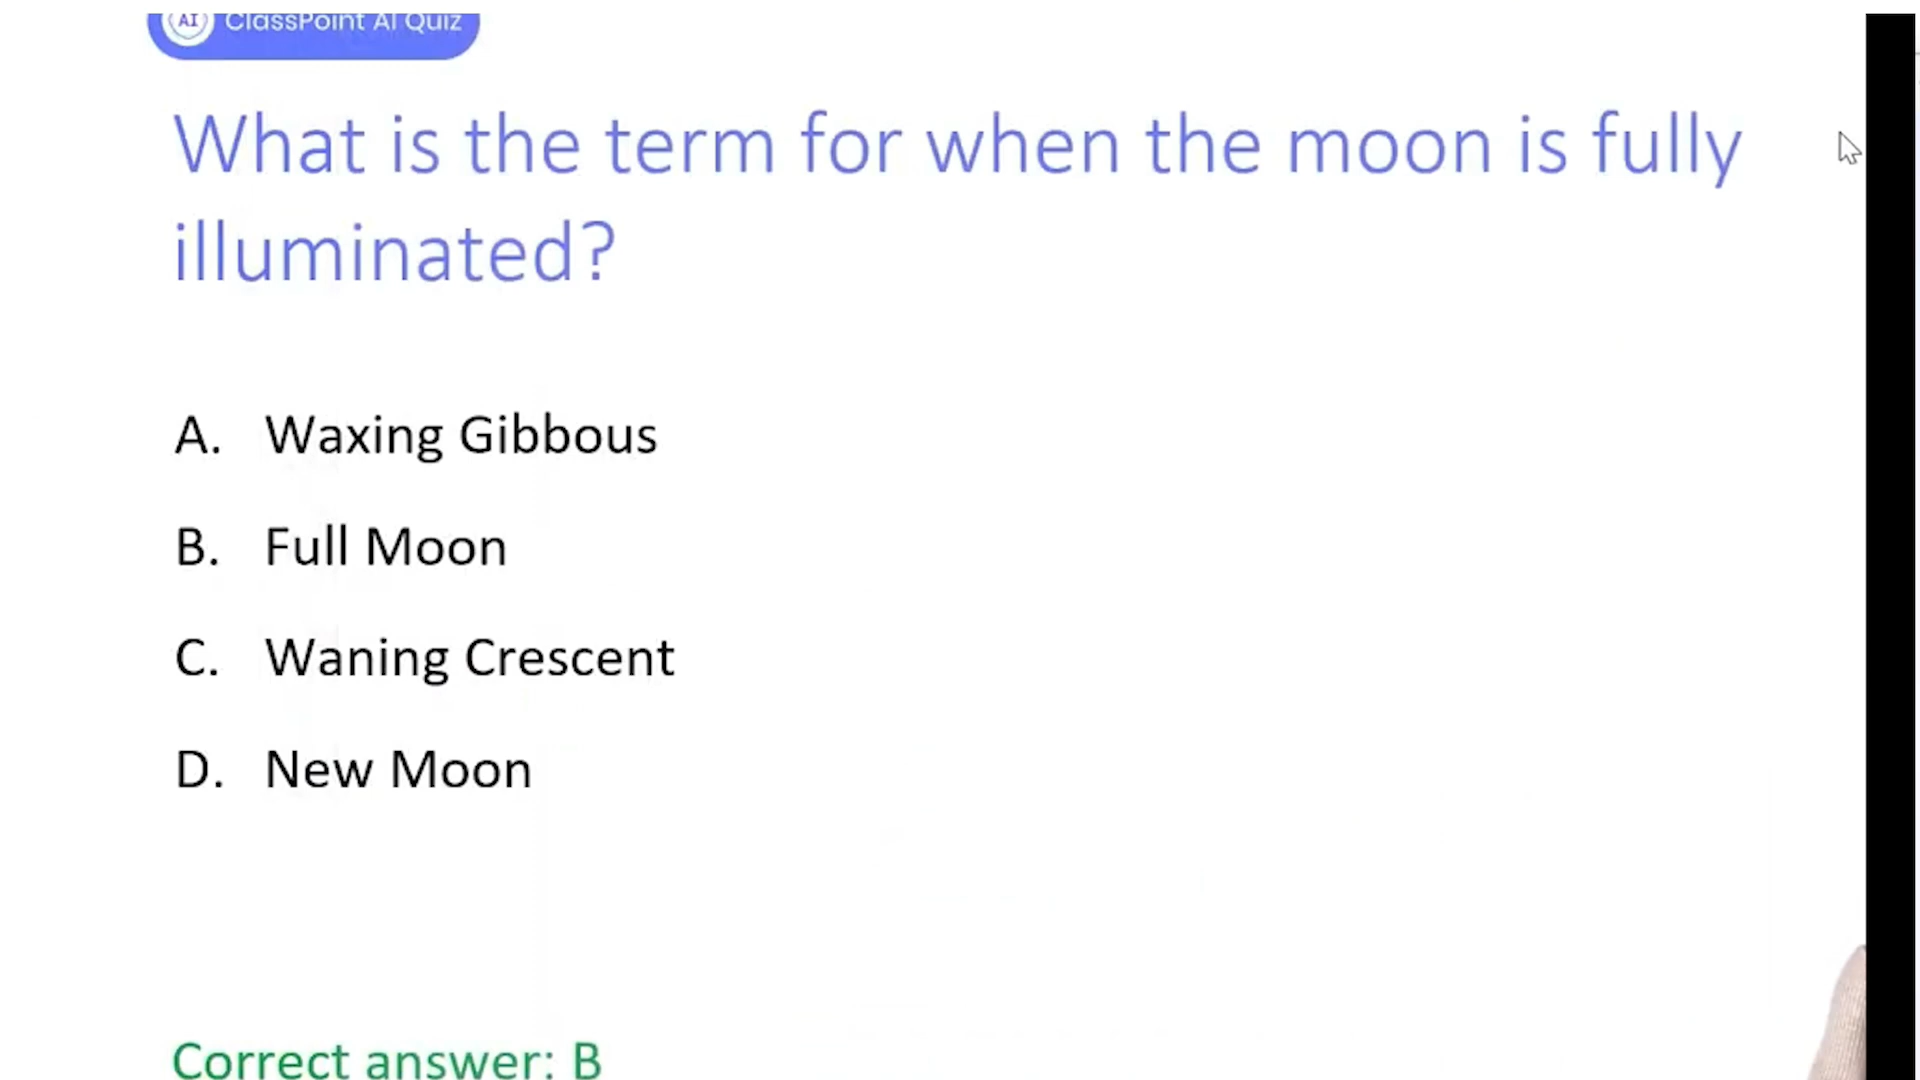 AI ClassPoint AI Quiz
What is the term for when the moon is fully
illuminated?
A. Waxing Gibbous
B. Full Moon
C. Waning Crescent
D. New Moon
Correct answer: B